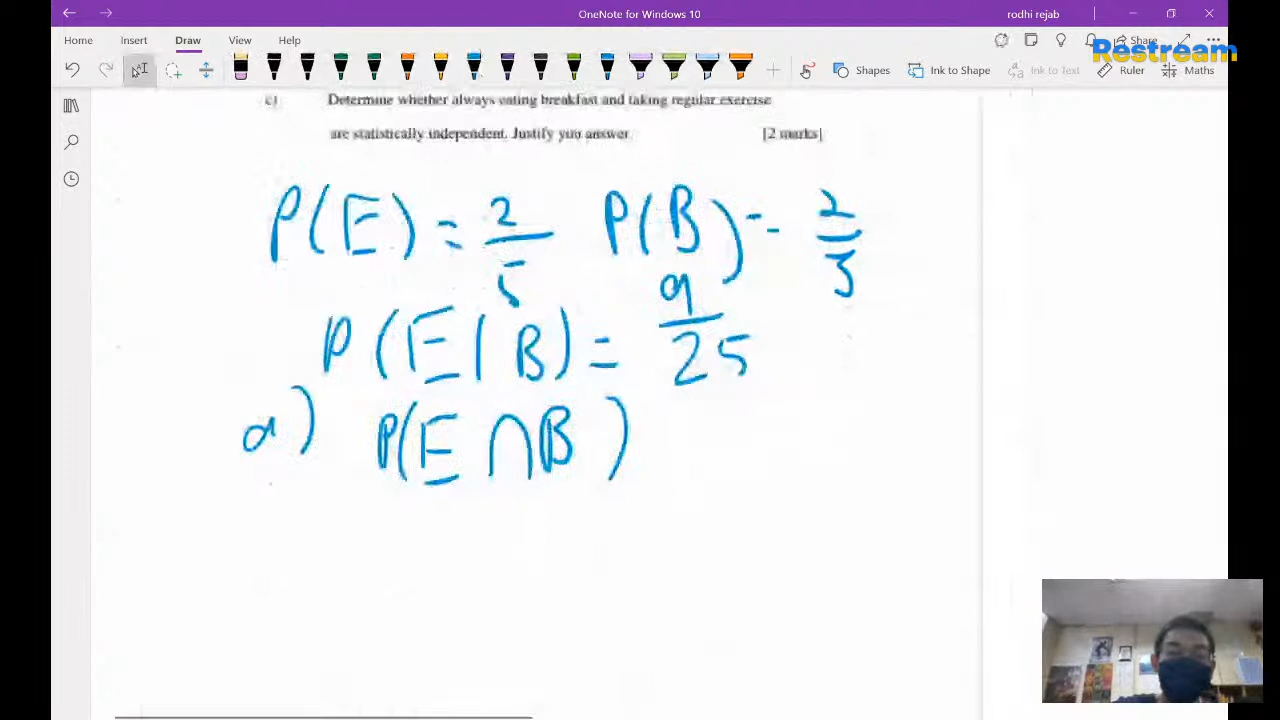 OneNote for Windows 10
rodhi rejab
Home Insert Draw View Help
Share
Restream
Shapes Ink to Shape Ink to Text Ruler Maths
c) Determine whether always eating breakfast and taking regular exercise
are statistically independent. Justify you answer. [2 marks]
P(E) = 2/5 P(B) = 2/3
P(E|B) = 9/25
a) P(E ∩ B)